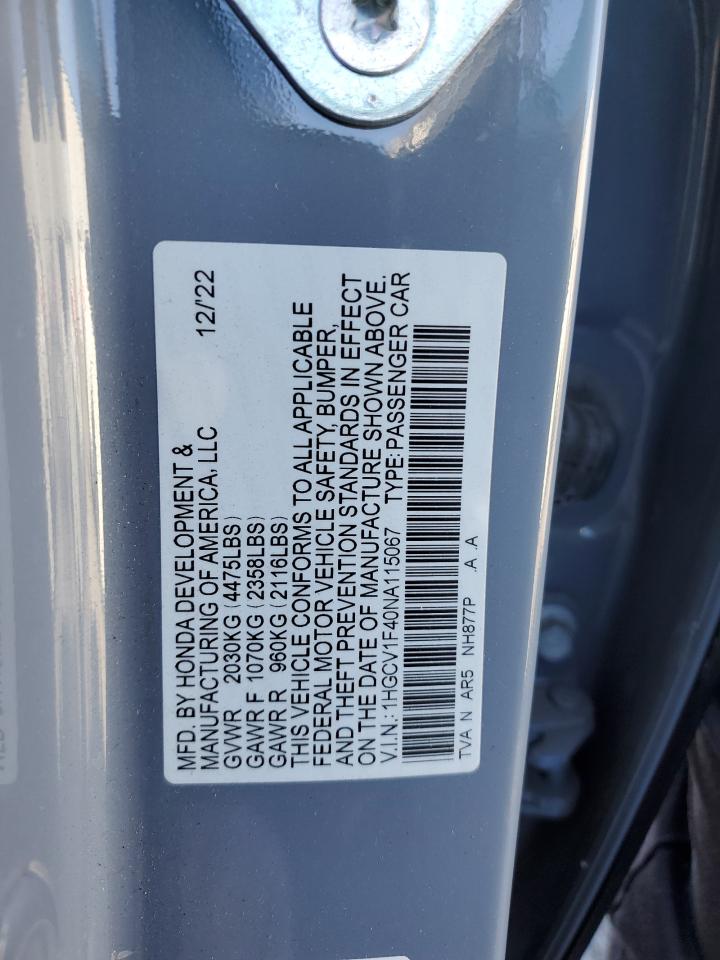 MFD. BY HONDA DEVELOPMENT &
MANUFACTURING OF AMERICA, LLC 12/'22
GVWR 2030KG (4475LBS)
GAWR F 1070KG (2358LBS)
GAWR R 960KG (2116LBS)
THIS VEHICLE CONFORMS TO ALL APPLICABLE
FEDERAL MOTOR VEHICLE SAFETY, BUMPER,
AND THEFT PREVENTION STANDARDS IN EFFECT
ON THE DATE OF MANUFACTURE SHOWN ABOVE.
V.I.N.: 1HGCV1F40NA115067 TYPE: PASSENGER CAR
TVA N AR5 NH877P .A .A